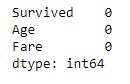 Survived    0
Age         0
Fare        0
dtype: int64